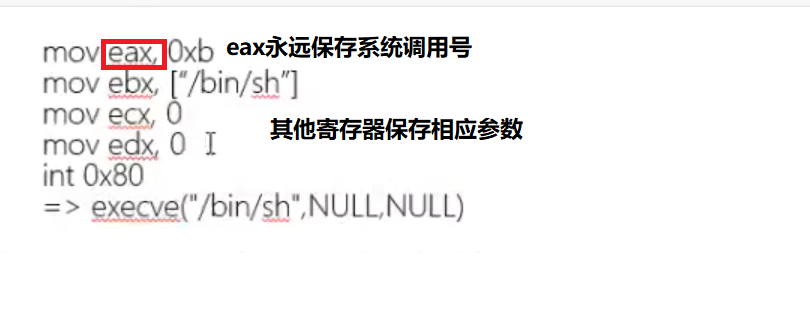 mov eax, 0xb eax永远保存系统调用号
mov ebx, [“/bin/sh”]
mov ecx, 0
其他寄存器保存相应参数
mov edx, 0
int 0x80
=> execve("/bin/sh",NULL,NULL)